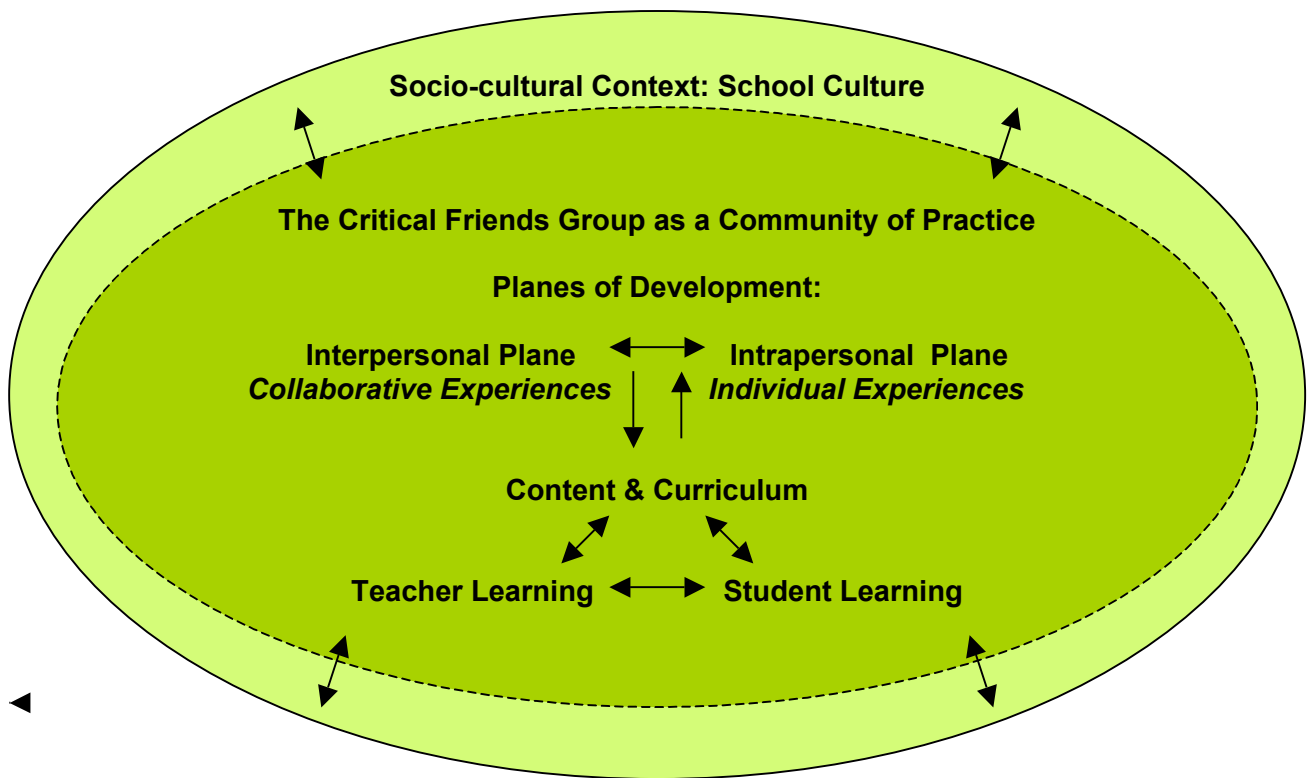 Socio-cultural Context: School Culture
The Critical Friends Group as a Community of Practice
Planes of Development:
Interpersonal Plane
Collaborative Experiences
Intrapersonal Plane
Individual Experiences
Content & Curriculum
Teacher Learning
Student Learning